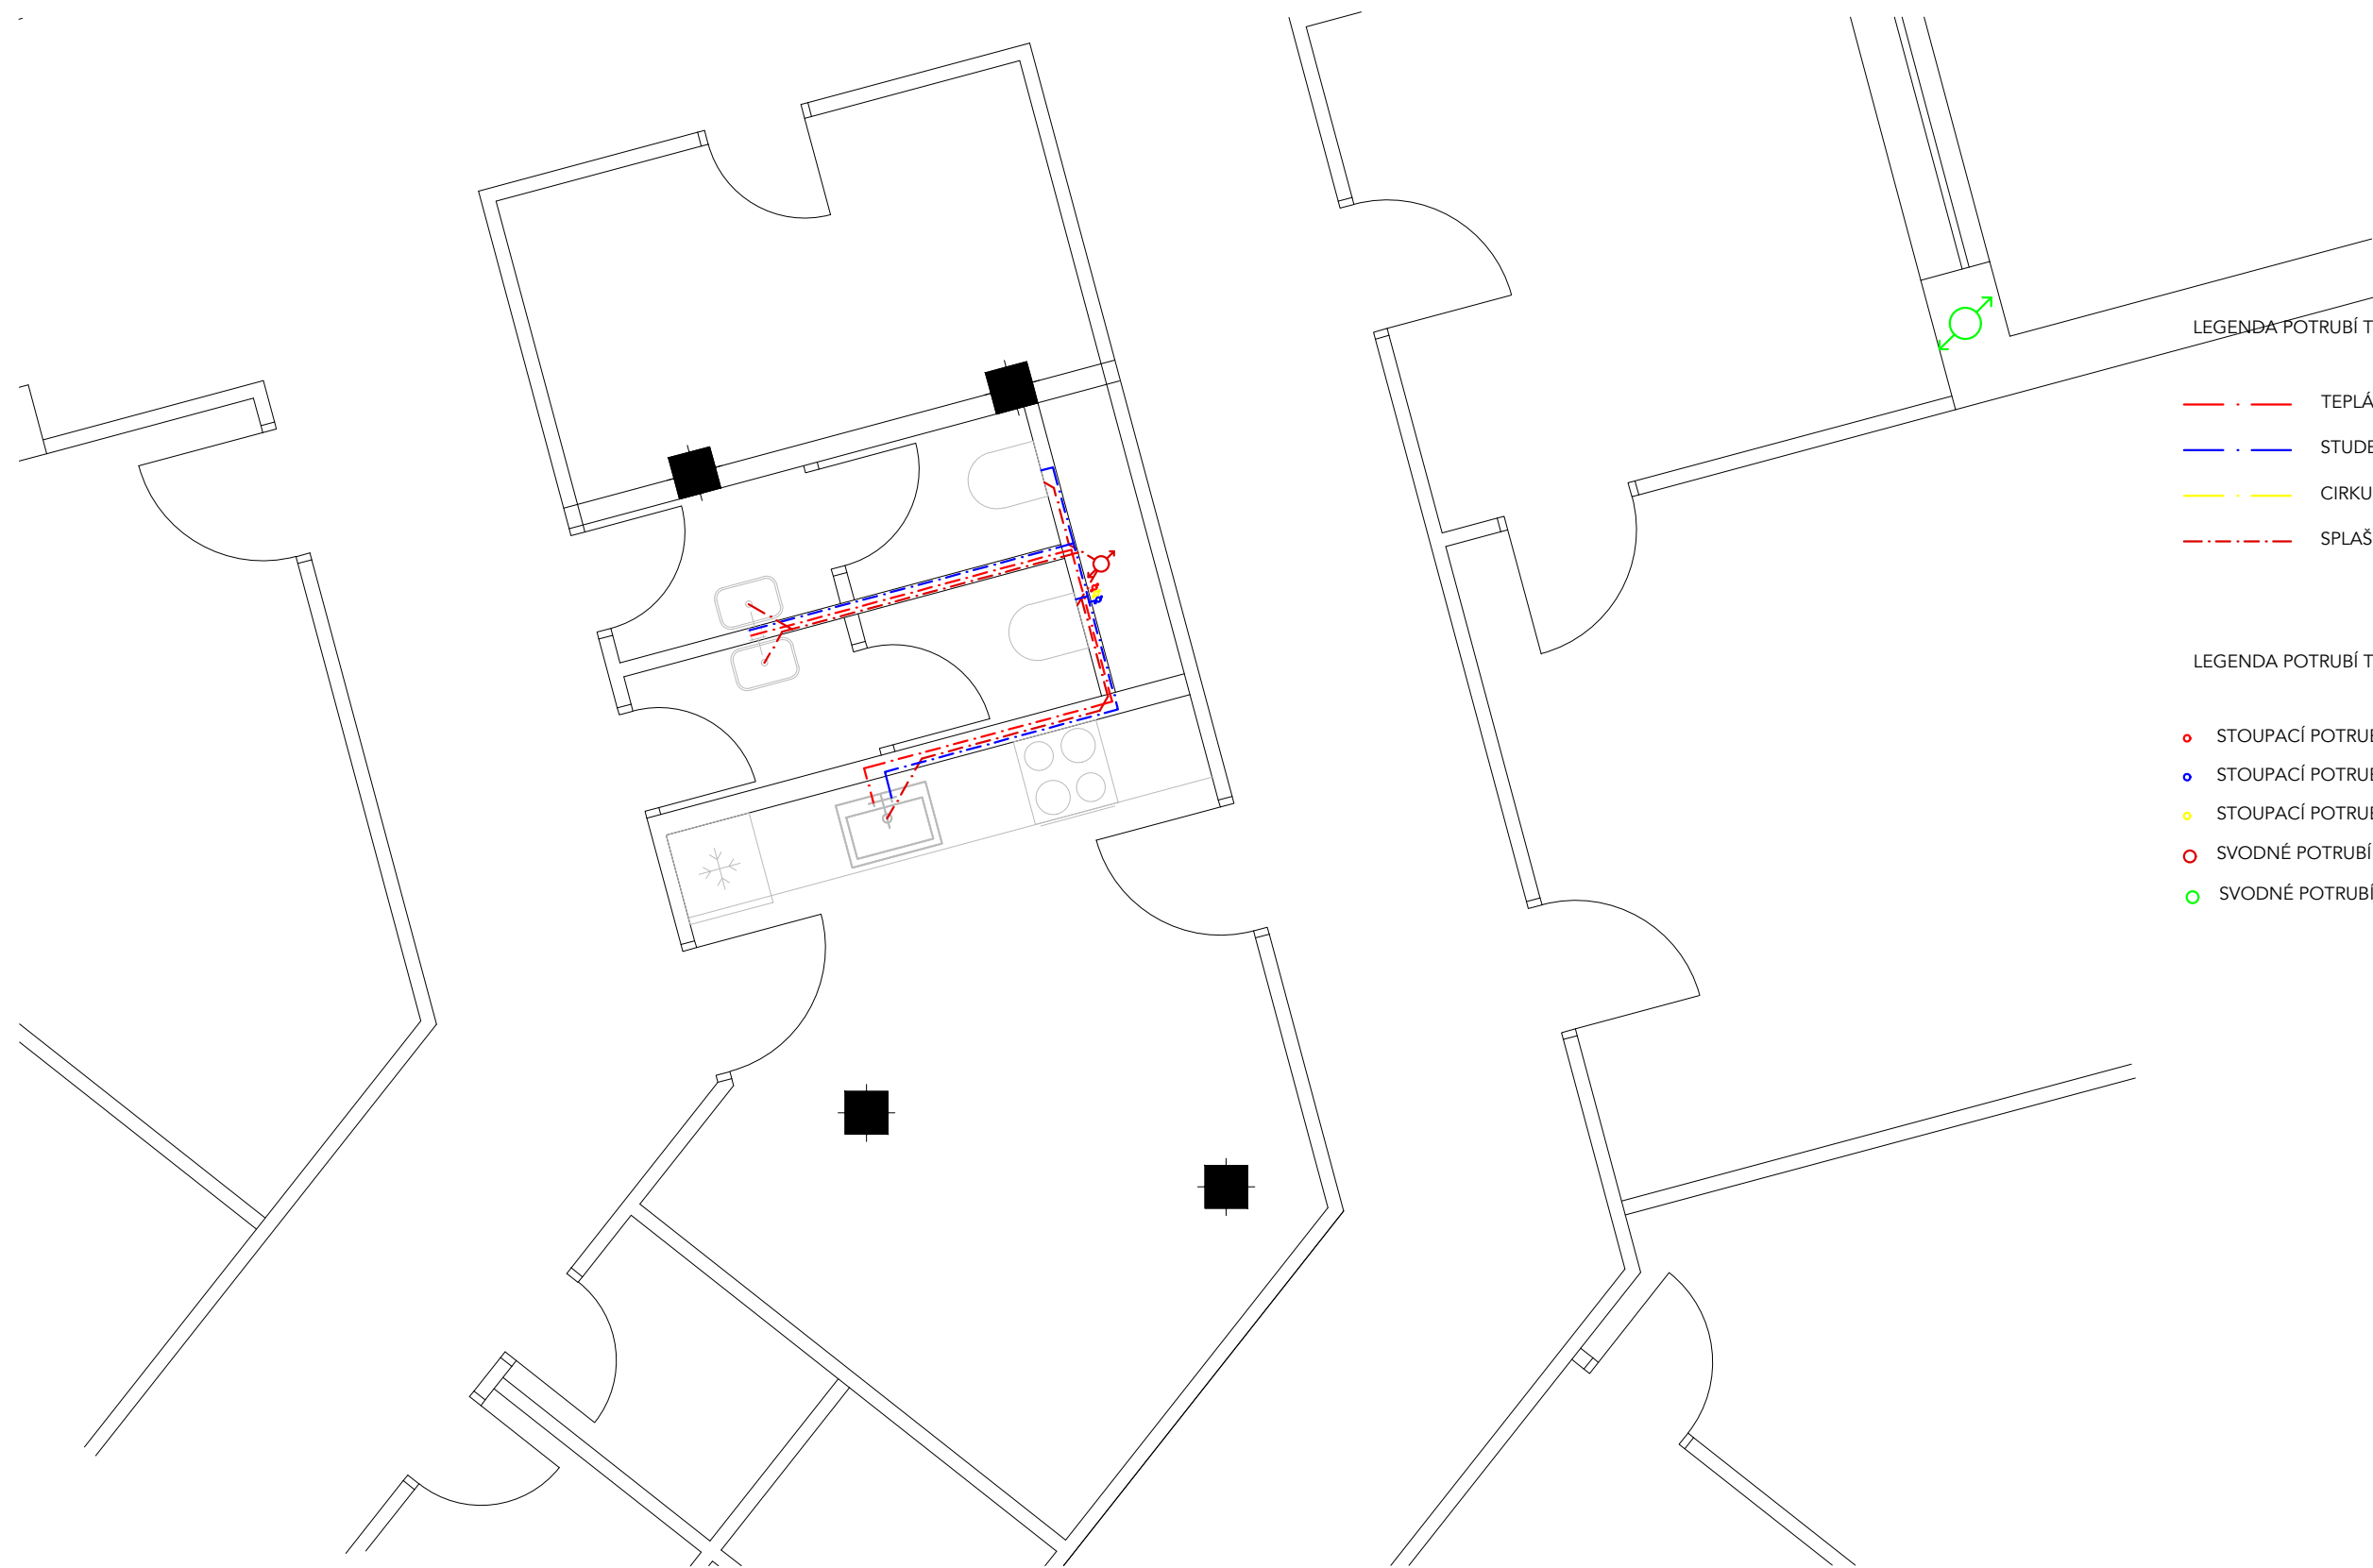 LEGENDA POTRUBÍ T
TEPLÁ
STUDE
CIRKU
SPLAŠ
LEGENDA POTRUBÍ T
STOUPACÍ POTRUB
STOUPACÍ POTRUB
STOUPACÍ POTRUB
SVODNÉ POTRUBÍ
SVODNÉ POTRUBÍ